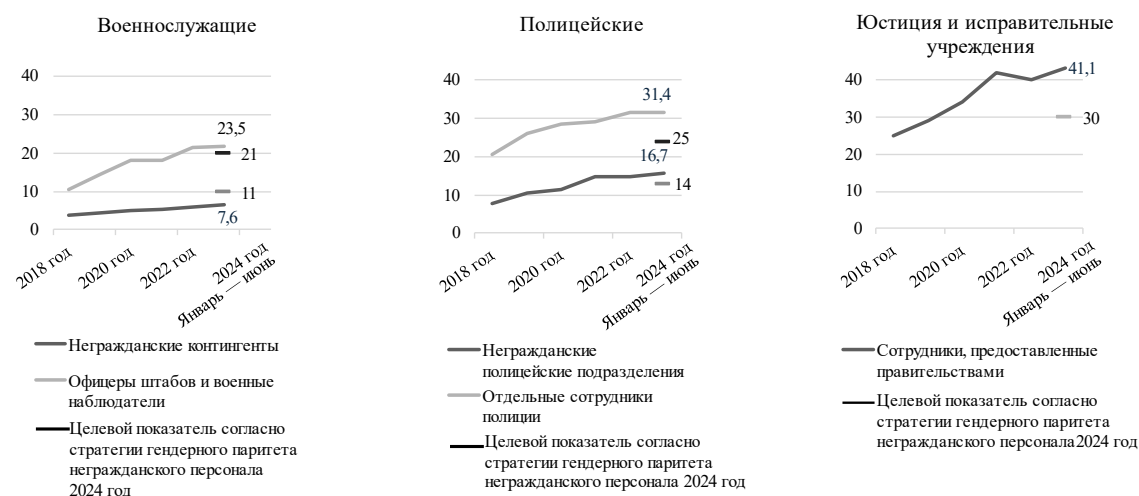 Военнослужащие
40
30
20
10
0
23,5
21
11
7,6
2018 год
2020 год
2022 год
2024 год
Январь — июнь
Негражданские контингенты
Офицеры штабов и военные
наблюдатели
Целевой показатель согласно
стратегии гендерного паритета
негражданского персонала
2024 год
Полицейские
40
30
20
10
0
31,4
25
16,7
14
2018 год
2020 год
2022 год
2024 год
Январь — июнь
Негражданские
полицейские подразделения
Отдельные сотрудники
полиции
Целевой показатель согласно
стратегии гендерного паритета
негражданского персонала 2024 год
Юстиция и исправительные
учреждения
40
30
20
10
0
41,1
30
2018 год
2020 год
2022 год
2024 год
Январь — июнь
Сотрудники, предоставленные
правительствами
Целевой показатель согласно
стратегии гендерного паритета
негражданского персонала 2024 год